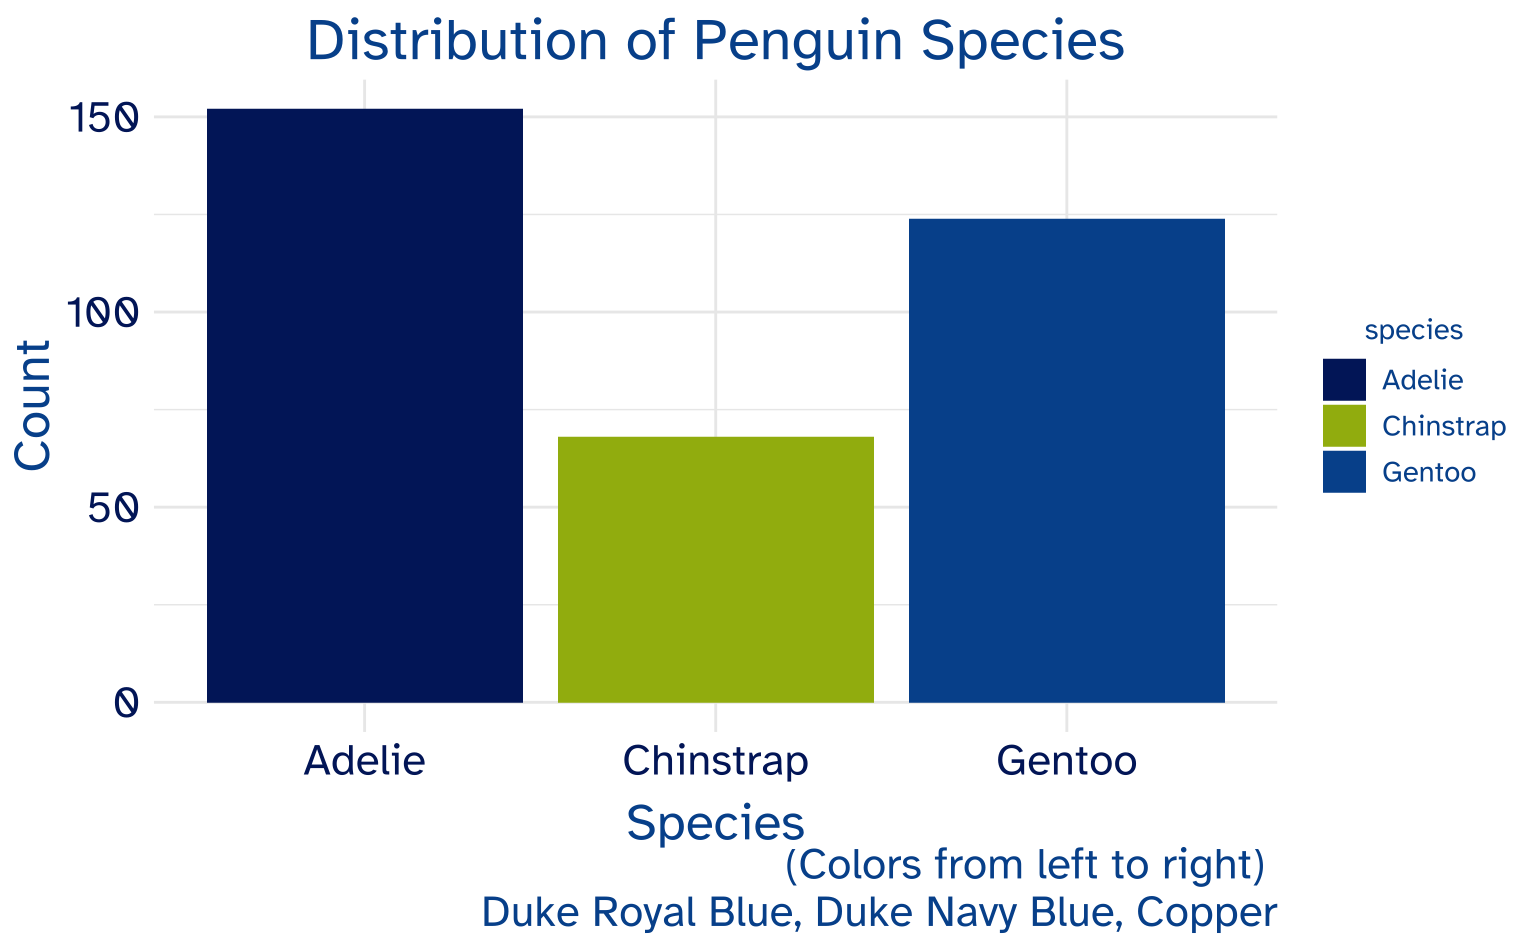 Distribution of Penguin Species
150
100
50
0
Count
Adelie
Chinstrap
Gentoo
Species
species
Adelie
Chinstrap
Gentoo
(Colors from left to right)
Duke Royal Blue, Duke Navy Blue, Copper